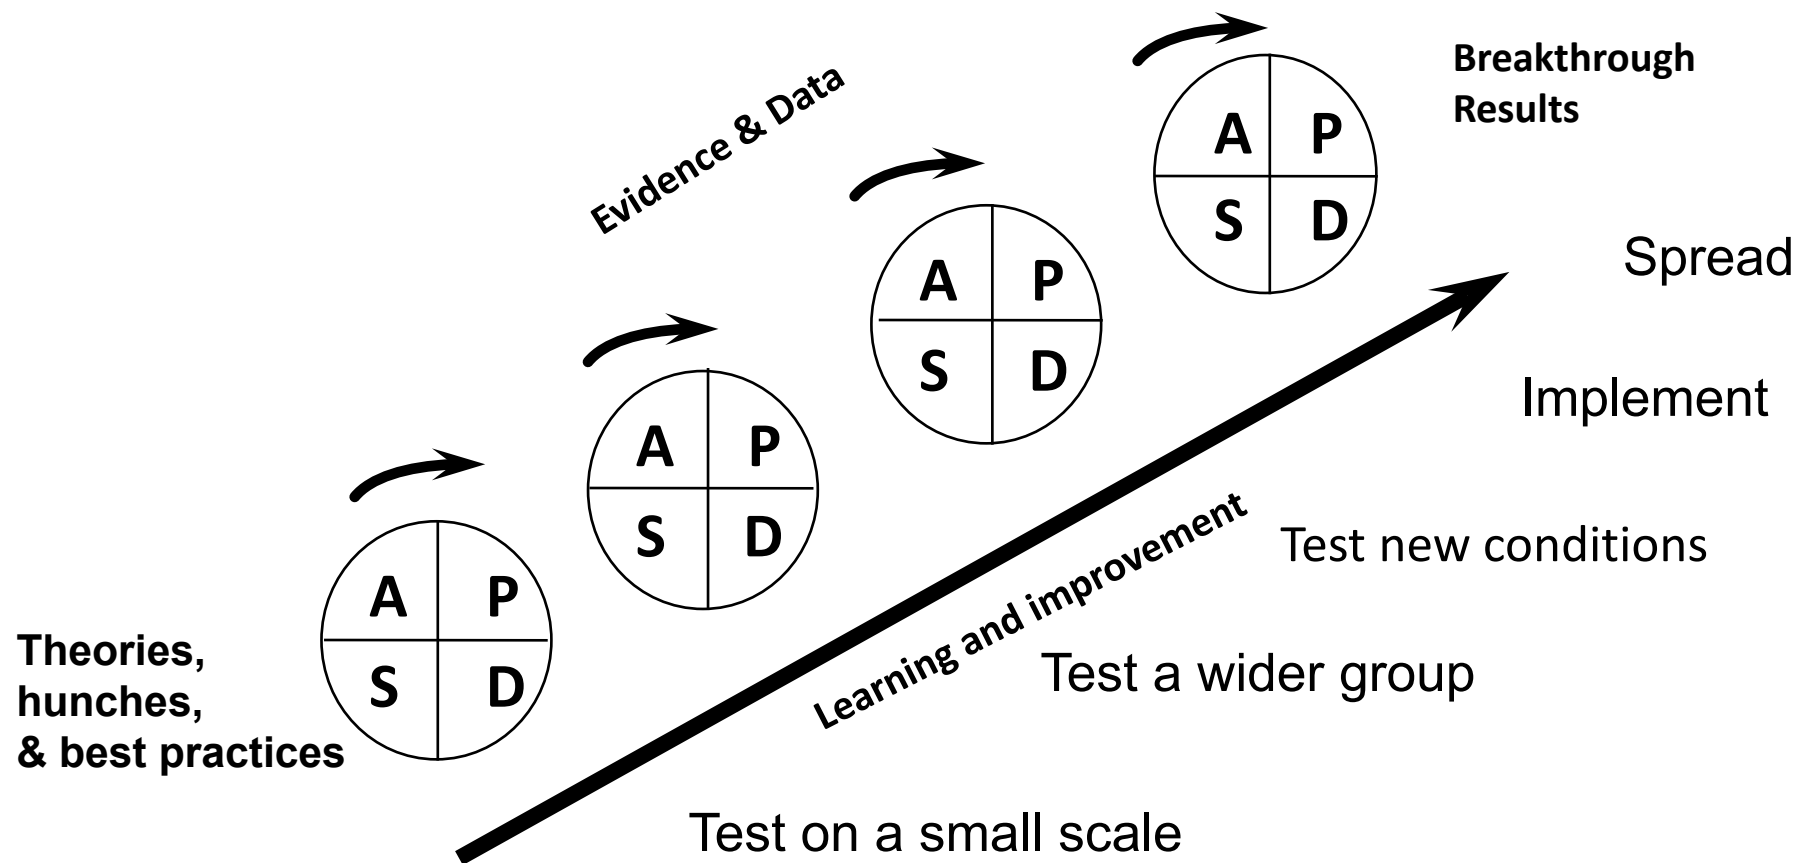 Breakthrough
Results
Evidence & Data
A P
S D
Spread
A P
S D
Implement
A P
S D
Test new conditions
Learning and improvement
A P
S D
Theories,
hunches,
& best practices
Test a wider group
Test on a small scale